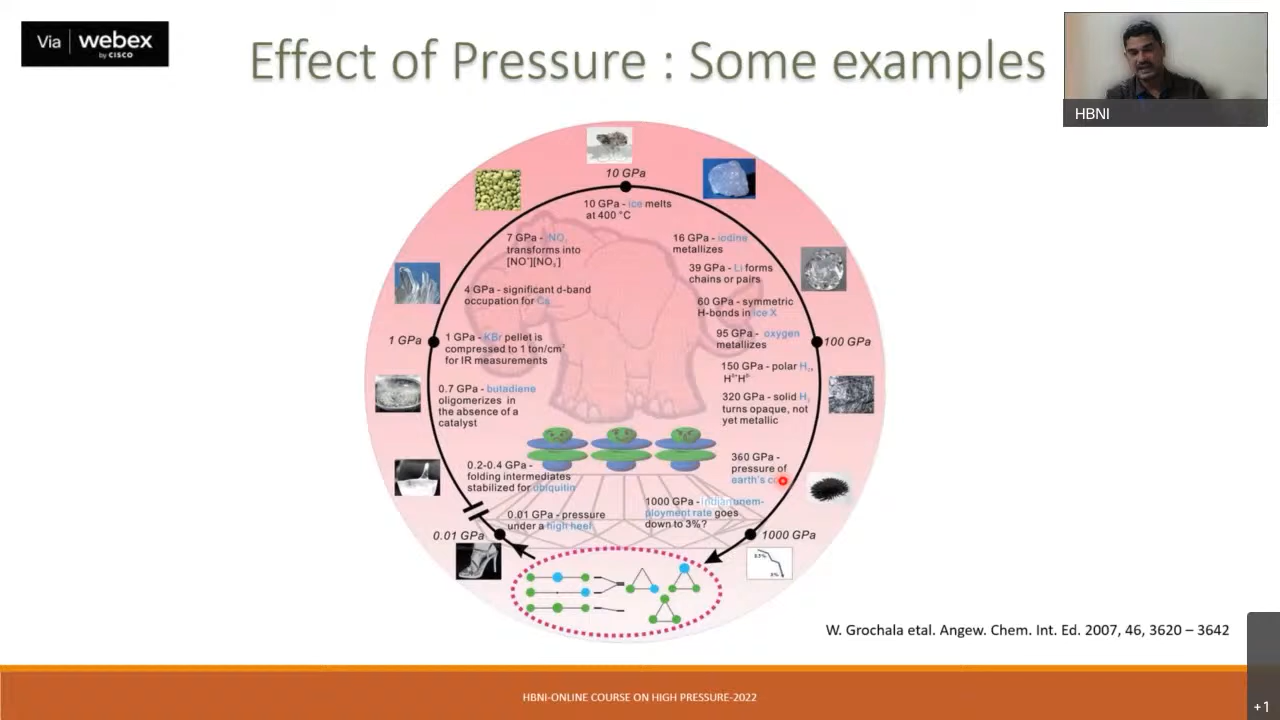 Via webex
by CISCO
Effect of Pressure : Some examples
HBNI
10 GPa
10 GPa - ice melts
at 400 °C
7 GPa -
transforms into
[NO⁺][NO₃⁻]
4 GPa - significant d-band
occupation for Cs
1 GPa
1 GPa - KBr pellet is
compressed to 1 ton/cm²
for IR measurements
0.7 GPa - butadiene
oligomerizes in
the absence of a
catalyst
0.2-0.4 GPa -
folding intermediates
stabilized for ubiquitin
0.01 GPa - pressure
under a high heel
0.01 GPa
16 GPa - iodine
metallizes
39 GPa - Li forms
chains or pairs
60 GPa - symmetric
H-bonds in ice X
95 GPa - oxygen
metallizes
100 GPa
150 GPa - polar H₂,
320 GPa - solid H₂
turns opaque, not
yet metallic
360 GPa -
pressure of
earth's
1000 GPa - Indian unem-
ployment rate goes
down to 3%?
1000 GPa
3.5%
3%
W. Grochala etal. Angew. Chem. Int. Ed. 2007, 46, 3620 – 3642
HBNI-ONLINE COURSE ON HIGH PRESSURE-2022
+1